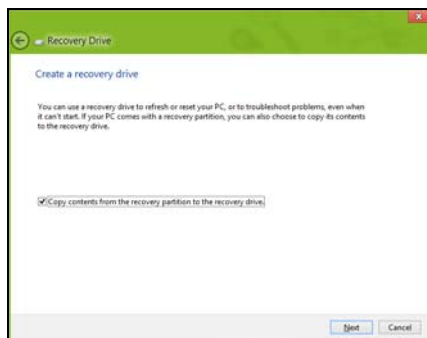 Recovery Drive
Create a recovery drive
You can use a recovery drive to refresh or reset your PC, or to troubleshoot problems, even when
it can't start. If your PC comes with a recovery partition, you can also choose to copy its contents
to the recovery drive.
Copy contents from the recovery partition to the recovery drive.
Next Cancel